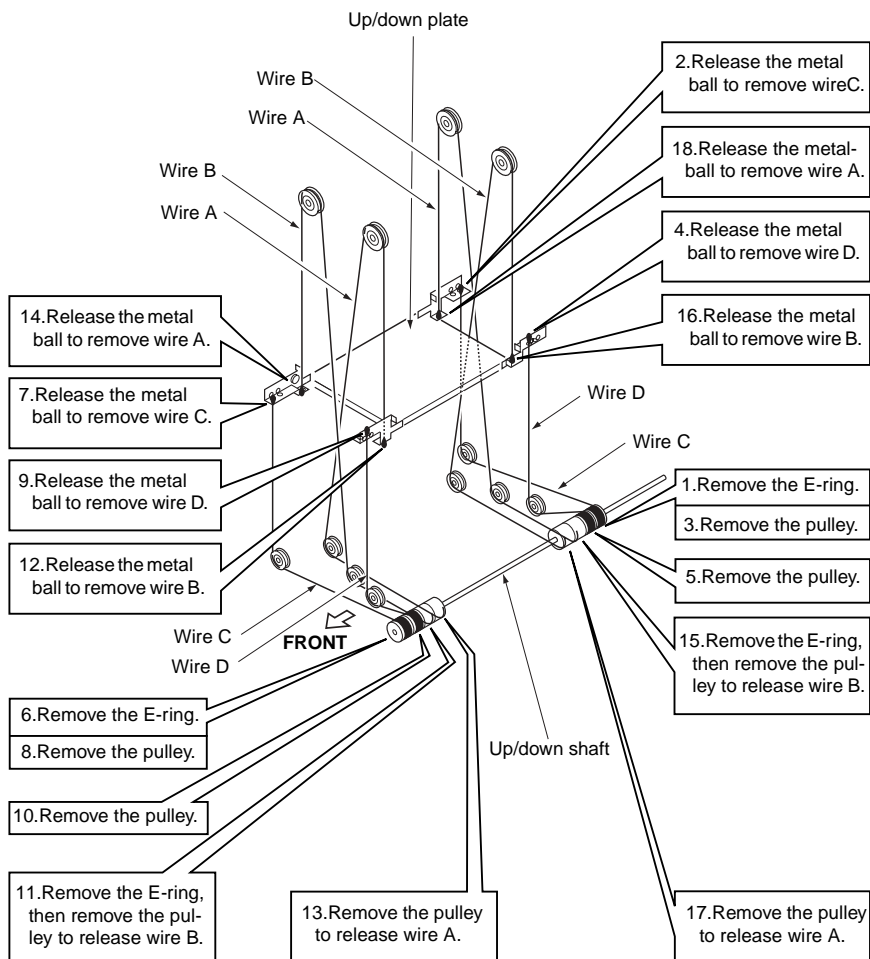 Up/down plate
2.Release the metal
ball to remove wireC.
Wire B
Wire A
18.Release the metal-
ball to remove wire A.
Wire B
Wire A
4.Release the metal
ball to remove wire D.
14.Release the metal
ball to remove wire A.
16.Release the metal
ball to remove wire B.
7.Release the metal
ball to remove wire C.
Wire D
Wire C
9.Release the metal
ball to remove wire D.
1.Remove the E-ring.
3.Remove the pulley.
12.Release the metal
ball to remove wire B.
5.Remove the pulley.
Wire C
FRONT
Wire D
15.Remove the E-ring,
then remove the pul-
ley to release wire B.
6.Remove the E-ring.
8.Remove the pulley.
Up/down shaft
10.Remove the pulley.
11.Remove the E-ring,
then remove the pul-
ley to release wire B.
13.Remove the pulley
to release wire A.
17.Remove the pulley
to release wire A.